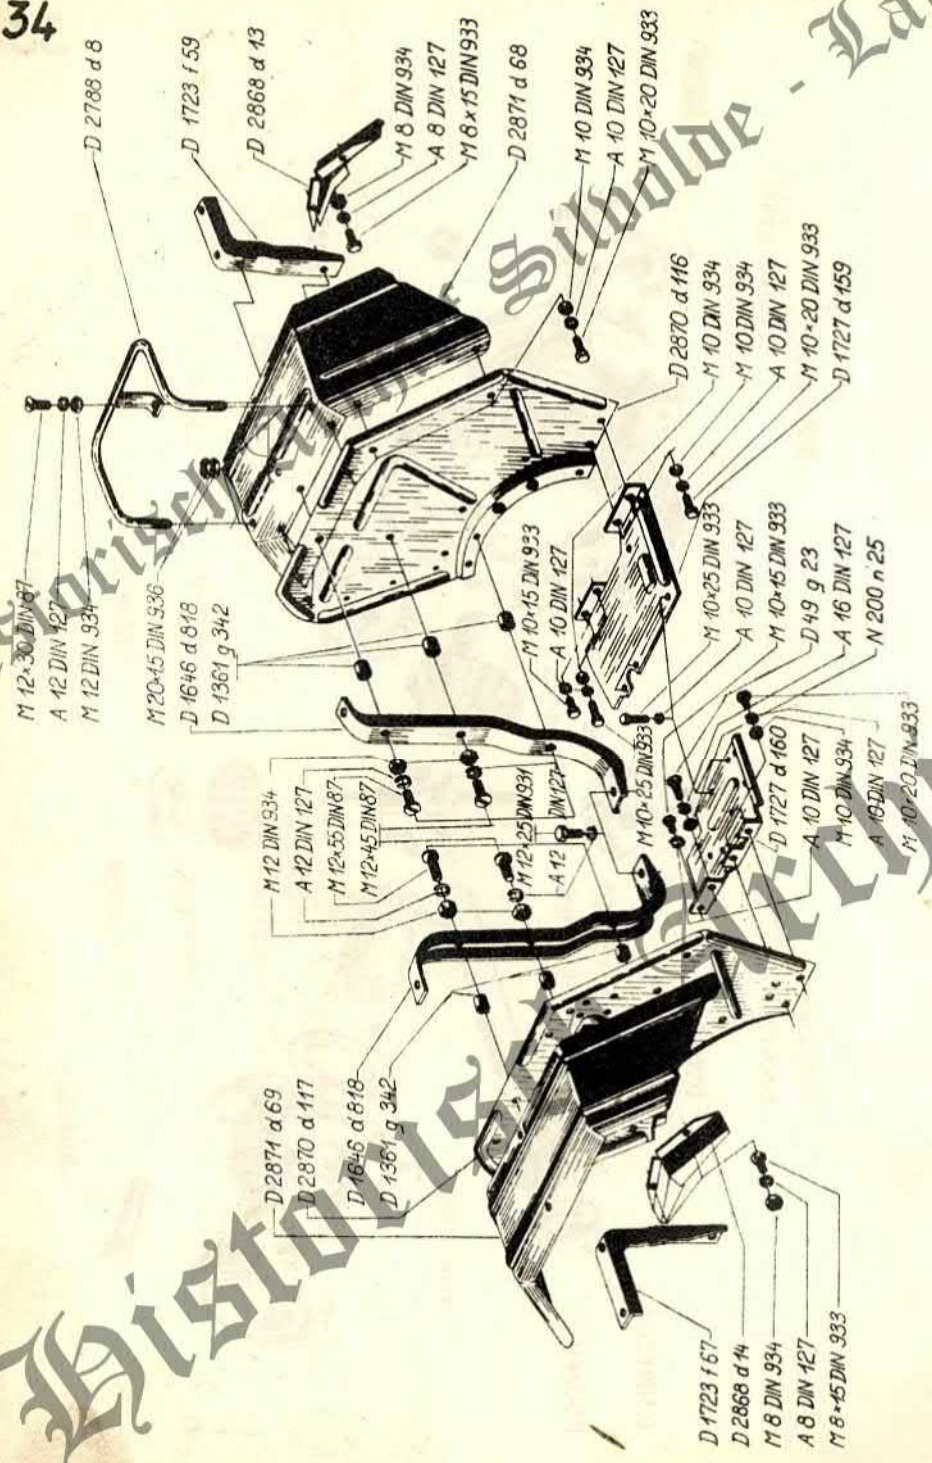 34
D 2788 d 8
D 1723 f 59
D 2868 d 13
M 8 DIN 934
A 8 DIN 127
M 8×15 DIN 933
D 2871 d 68
M 10 DIN 934
A 10 DIN 127
M 10×20 DIN 933
M 12×30 DIN 87
A 12 DIN 127
M 12 DIN 934
M20×15 DIN 936
D 1646 d 818
D 1361 g 342
D 2870 d 116
M 10 DIN 934
M 10 DIN 934
A 10 DIN 127
M 10×20 DIN 933
D 1727 d 159
M 10×15 DIN 933
A 10 DIN 127
M 10×25 DIN 933
A 10 DIN 127
M 10×15 DIN 933
D 49 g 23
A 16 DIN 127
N 200 n 25
M 12 DIN 934
A 12 DIN 127
M 12×55 DIN 87
M 12×45 DIN 87
M 12×25 DIN 931
A 12 DIN 127
M 10×25 DIN 933
D 1727 d 160
A 10 DIN 127
M 10 DIN 934
A 10 DIN 127
M 10×20 DIN 933
D 2871 d 69
D 2870 d 117
D 1646 d 818
D 1361 g 342
D 1723 f 67
D 2868 d 14
M 8 DIN 934
A 8 DIN 127
M 8×15 DIN 933
Historisch Archief
Silvolde - La